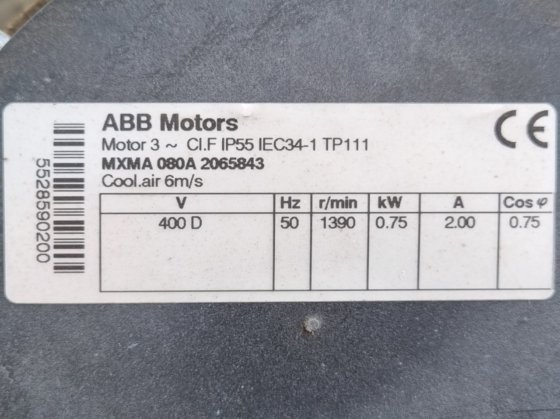 ABB Motors
CE
Motor 3 ~ Cl.F IP55 IEC34-1 TP111
MXMA 080A 2065843
Cool.air 6m/s
V Hz r/min kW A Cos φ
400 D 50 1390 0.75 2.00 0.75
5528590200